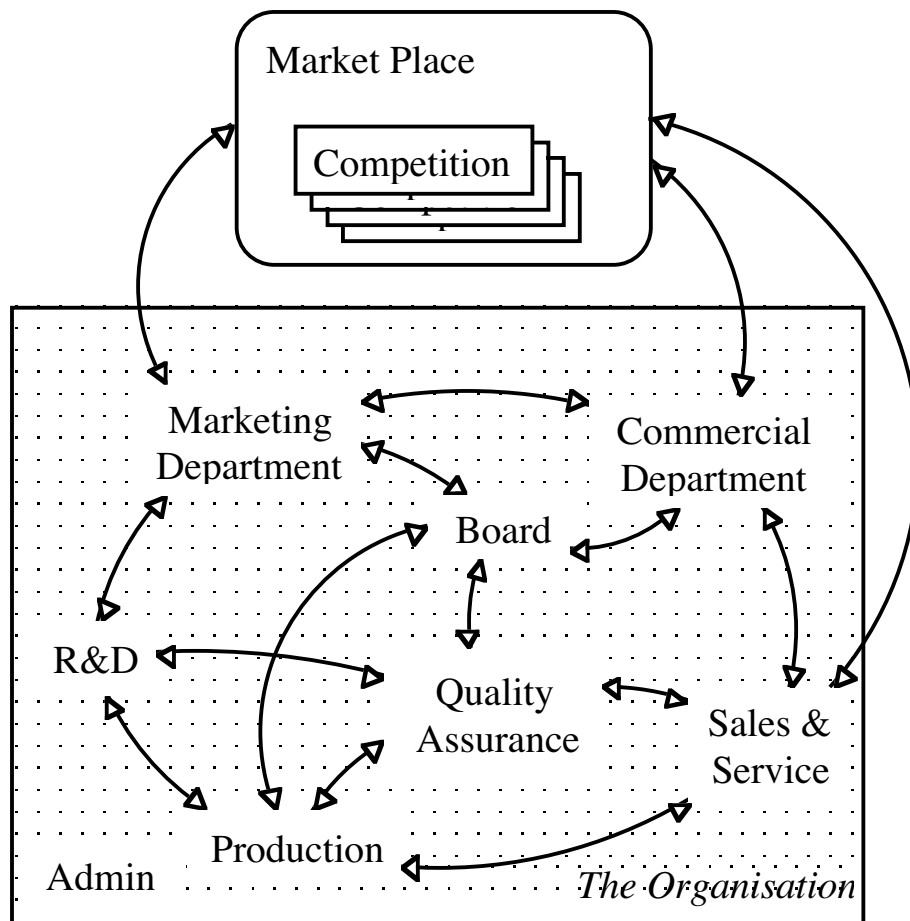 Market Place
Competition
Marketing
Department
Commercial
Department
Board
R&D
Quality
Assurance
Sales &
Service
Production
Admin
The Organisation